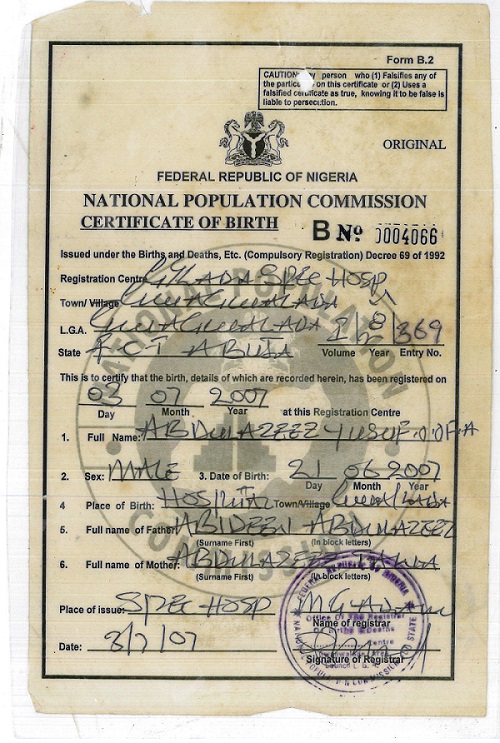 Form B.2
CAUTION: Any person who (1) Falsifies any of
the particulars on this certificate or (2) Uses a
falsified certificate as true, knowing it to be false is
liable to persecution.
ORIGINAL
FEDERAL REPUBLIC OF NIGERIA
NATIONAL POPULATION COMMISSION
CERTIFICATE OF BIRTH B No 0004066
Issued under the Births and Deaths, Etc. (Compulsory Registration) Decree 69 of 1992
Registration Centre SPEC HOSP
Town/Village GWAGWALADA
L.G.A. GWAGWALADA 1 369
State F.C.T ABUJA Volume Year Entry No.
This is to certify that the birth, details of which are recorded herein, has been registered on
03 07 2007
Day Month Year at this Registration Centre
1. Full Name: ABDULAZEEZ YUSUF
2. Sex: MALE 3. Date of Birth: 21 06 2007
Day Month Year
4 Place of Birth: HOSPITAL Town/Village
5. Full name of Father ABIDEEN ABDULAZEEZ
(Surname First) (In block letters)
6. Full name of Mother: ABDULAZEEZ
(Surname First) (In block letters)
Place of issue: SPEC HOSP
Name of registrar
Date: 3/7/07
Signature of Registrar